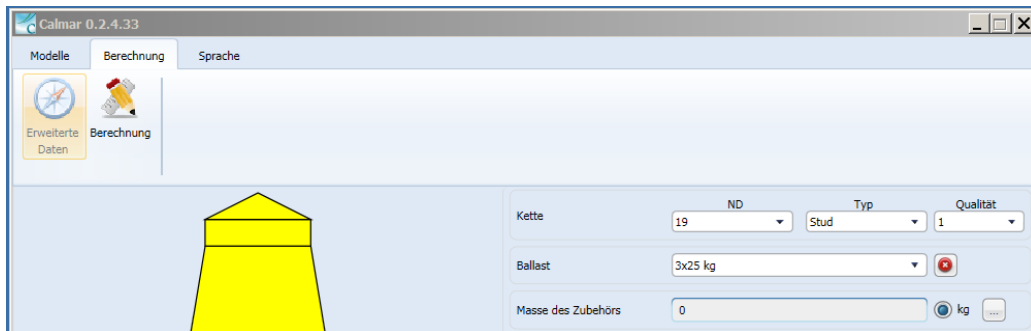 Calmar 0.2.4.33
Modelle Berechnung Sprache
Erweiterte Daten
Berechnung
ND Typ Qualität
Kette 19 Stud 1
Ballast 3x25 kg
Masse des Zubehörs 0 kg ...